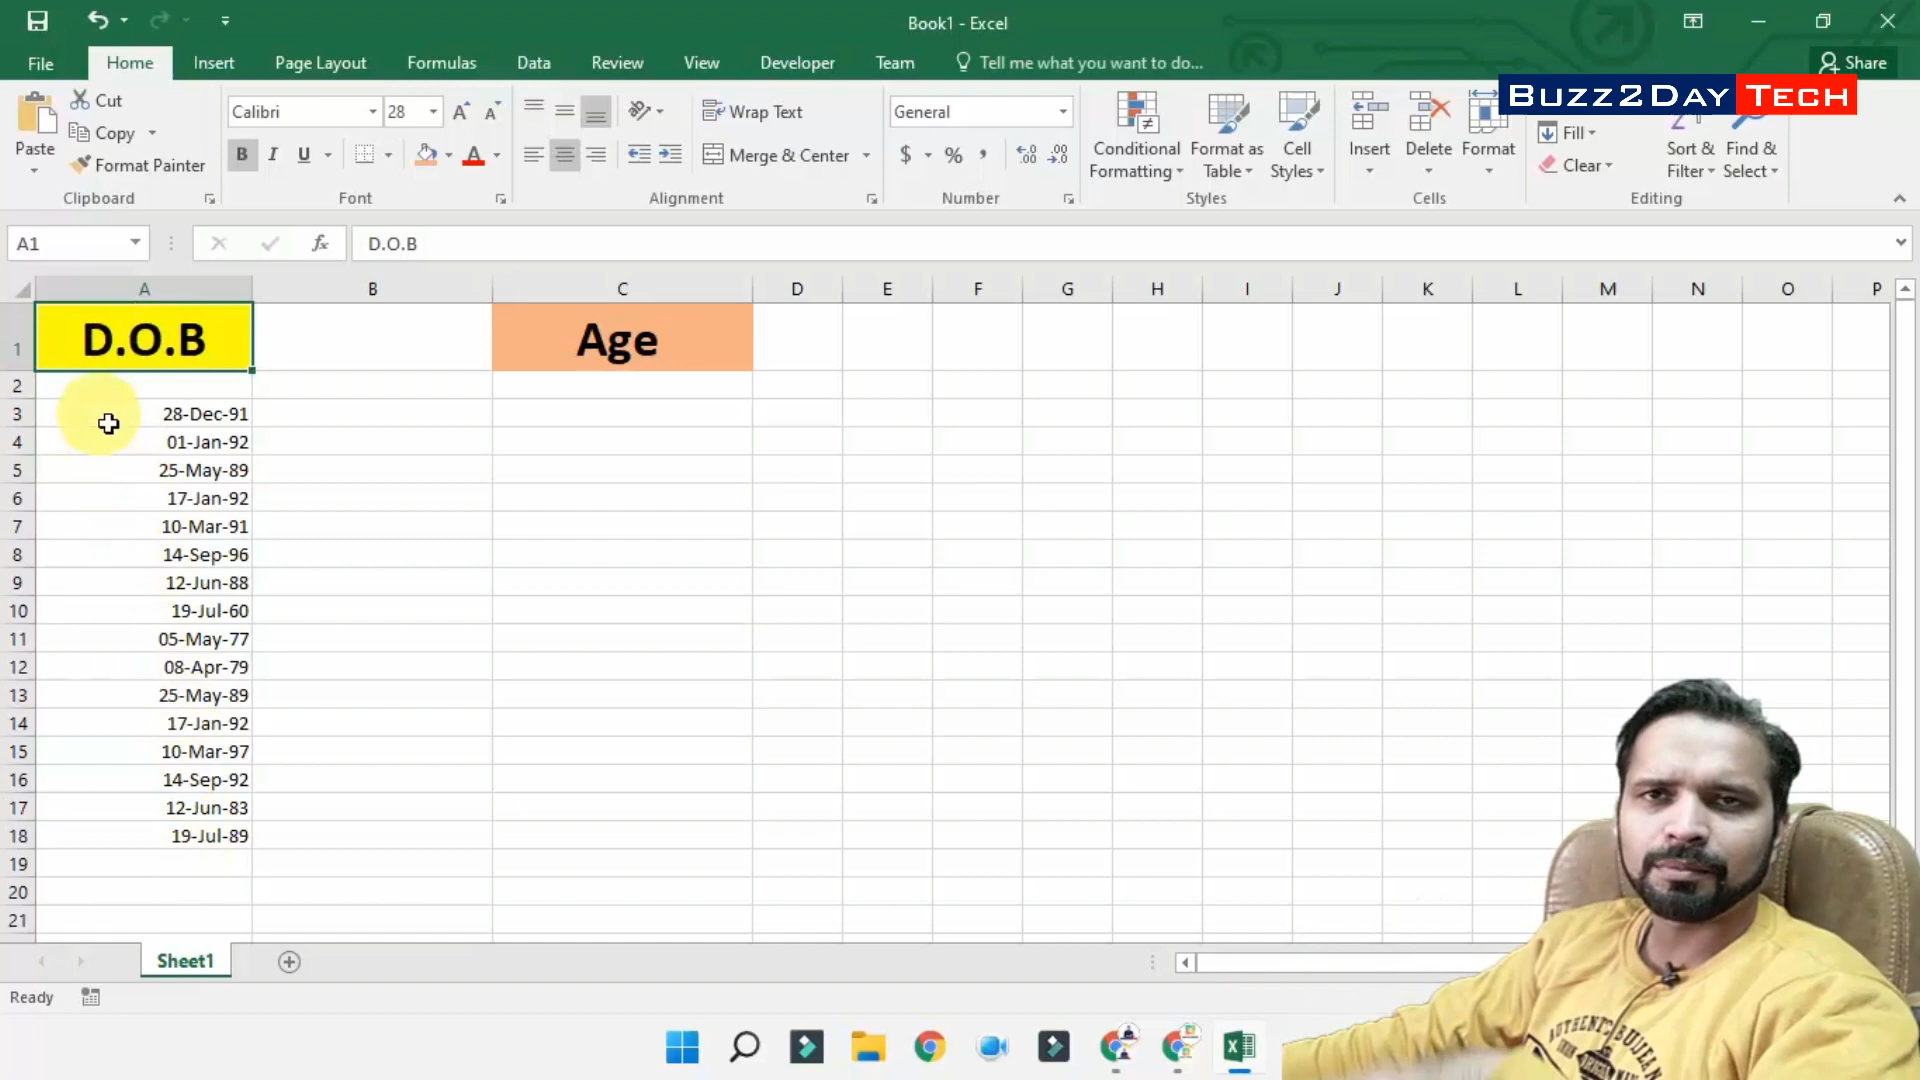 Book1 - Excel
File Home Insert Page Layout Formulas Data Review View Developer Team Tell me what you want to do... Share
BUZZ2DAY TECH
Paste
Cut
Copy
Format Painter
Clipboard
Calibri 28
B I U
Font
Wrap Text
Merge & Center
Alignment
General
$ % ,
Number
Conditional Formatting
Format as Table
Cell Styles
Styles
Insert Delete Format
Cells
Fill
Clear
Sort & Filter
Find & Select
Editing
A1 fx D.O.B
A B C D E F G H I J K L M N O P
1 D.O.B Age
2
3 28-Dec-91
4 01-Jan-92
5 25-May-89
6 17-Jan-92
7 10-Mar-91
8 14-Sep-96
9 12-Jun-88
10 19-Jul-60
11 05-May-77
12 08-Apr-79
13 25-May-89
14 17-Jan-92
15 10-Mar-97
16 14-Sep-92
17 12-Jun-83
18 19-Jul-89
19
20
21
Sheet1
Ready